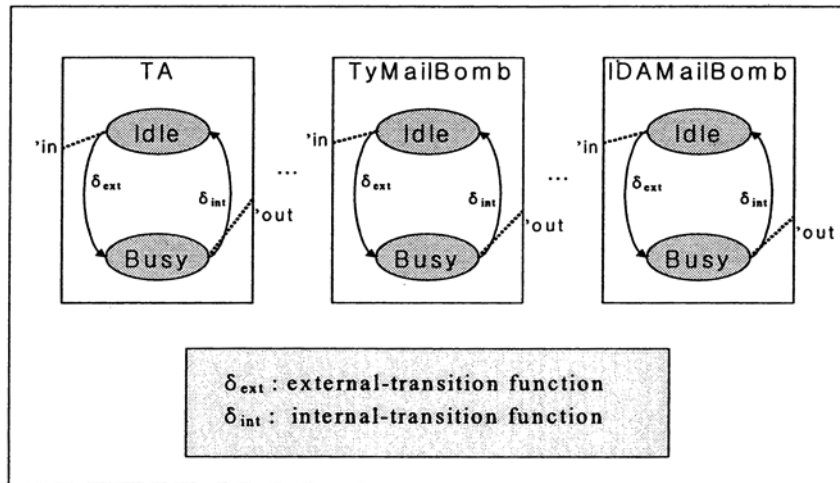 TA
TyMailBomb
IDAMailBomb
Idle
Idle
Idle
'in
'in
'in
δext
δint
δext
δint
δext
δint
...
...
'out
'out
'out
Busy
Busy
Busy
δext : external-transition function
δint : internal-transition function